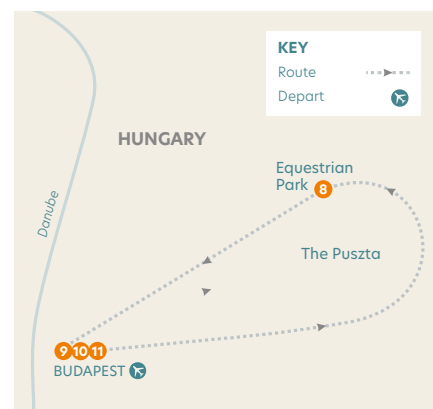 KEY
Route
Depart
HUNGARY
Equestrian
Park 8
Danube
The Puszta
9 10 11
BUDAPEST